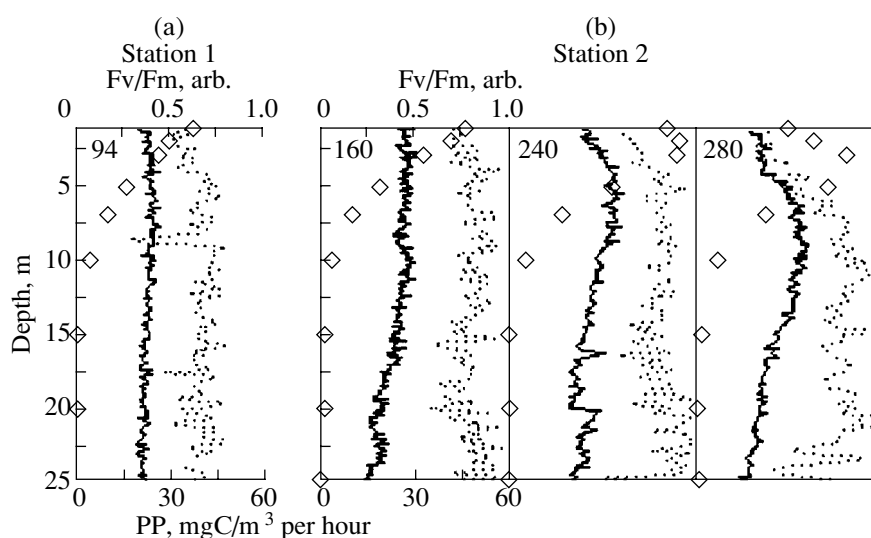 (a) (b)
Station 1 Station 2
Fv/Fm, arb. Fv/Fm, arb.
0 0.5 1.0 0 0.5 1.0
94 160 240 280
5
10
15
20
25
Depth, m
0 30 60 0 30 60
PP, mgC/m³ per hour